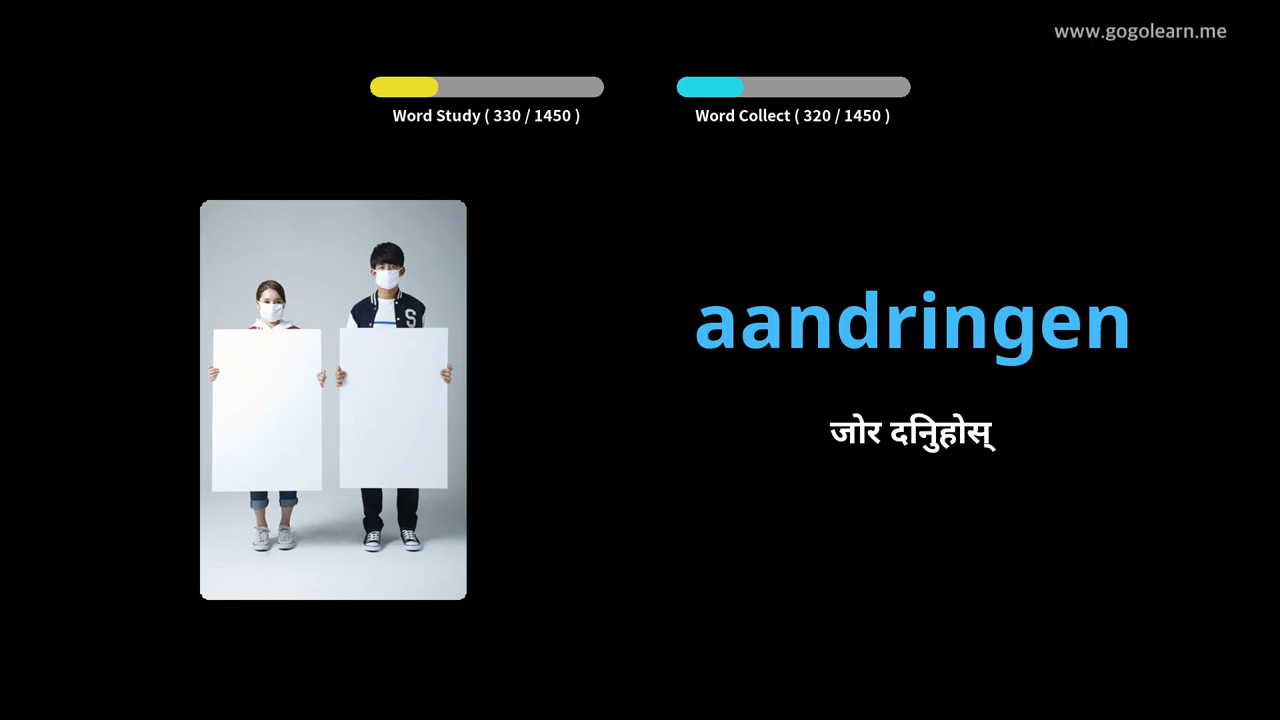 www.gogolearn.me
Word Study ( 330 / 1450 )
Word Collect ( 320 / 1450 )
S
aandringen
जोर दनिुहोस्